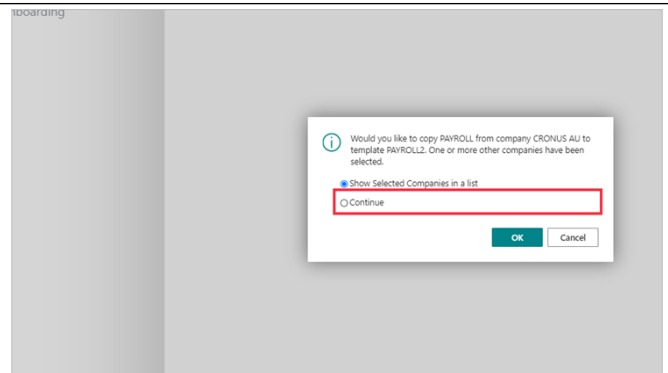 nboarding
Would you like to copy PAYROLL from company CRONUS AU to
template PAYROLL2. One or more other companies have been
selected.
Show Selected Companies in a list
Continue
OK Cancel